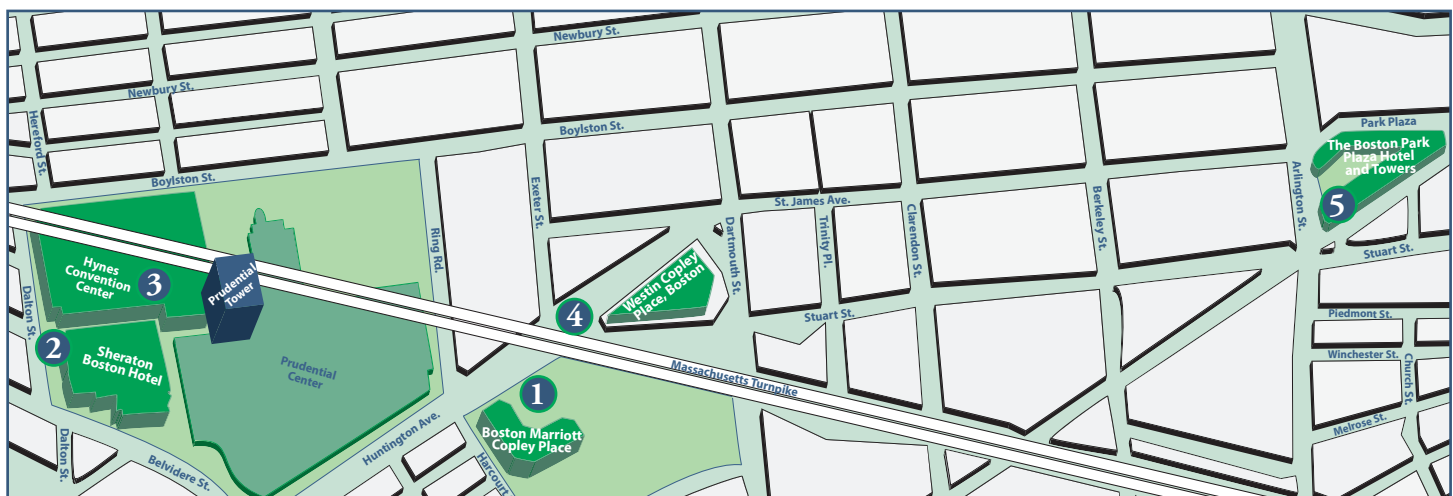 Newbury St.
Newbury St.
Hereford St.
Boylston St.
Park Plaza
The Boston Park
Plaza Hotel
and Towers
Boylston St.
Exeter St.
Arlington St.
5
St. James Ave.
Berkeley St.
Clarendon St.
Trinity Pl.
Dartmouth St.
Ring Rd.
Stuart St.
Hynes
Convention
Center
3
Prudential
Tower
Westin Copley
Place, Boston
4
Stuart St.
Piedmont St.
Dalton St.
2
Sheraton
Boston Hotel
Prudential
Center
Massachusetts Turnpike
Winchester St.
Church St.
1
Boston Marriott
Copley Place
Huntington Ave.
Melrose St.
Dalton St.
Belvidere St.
Harcourt